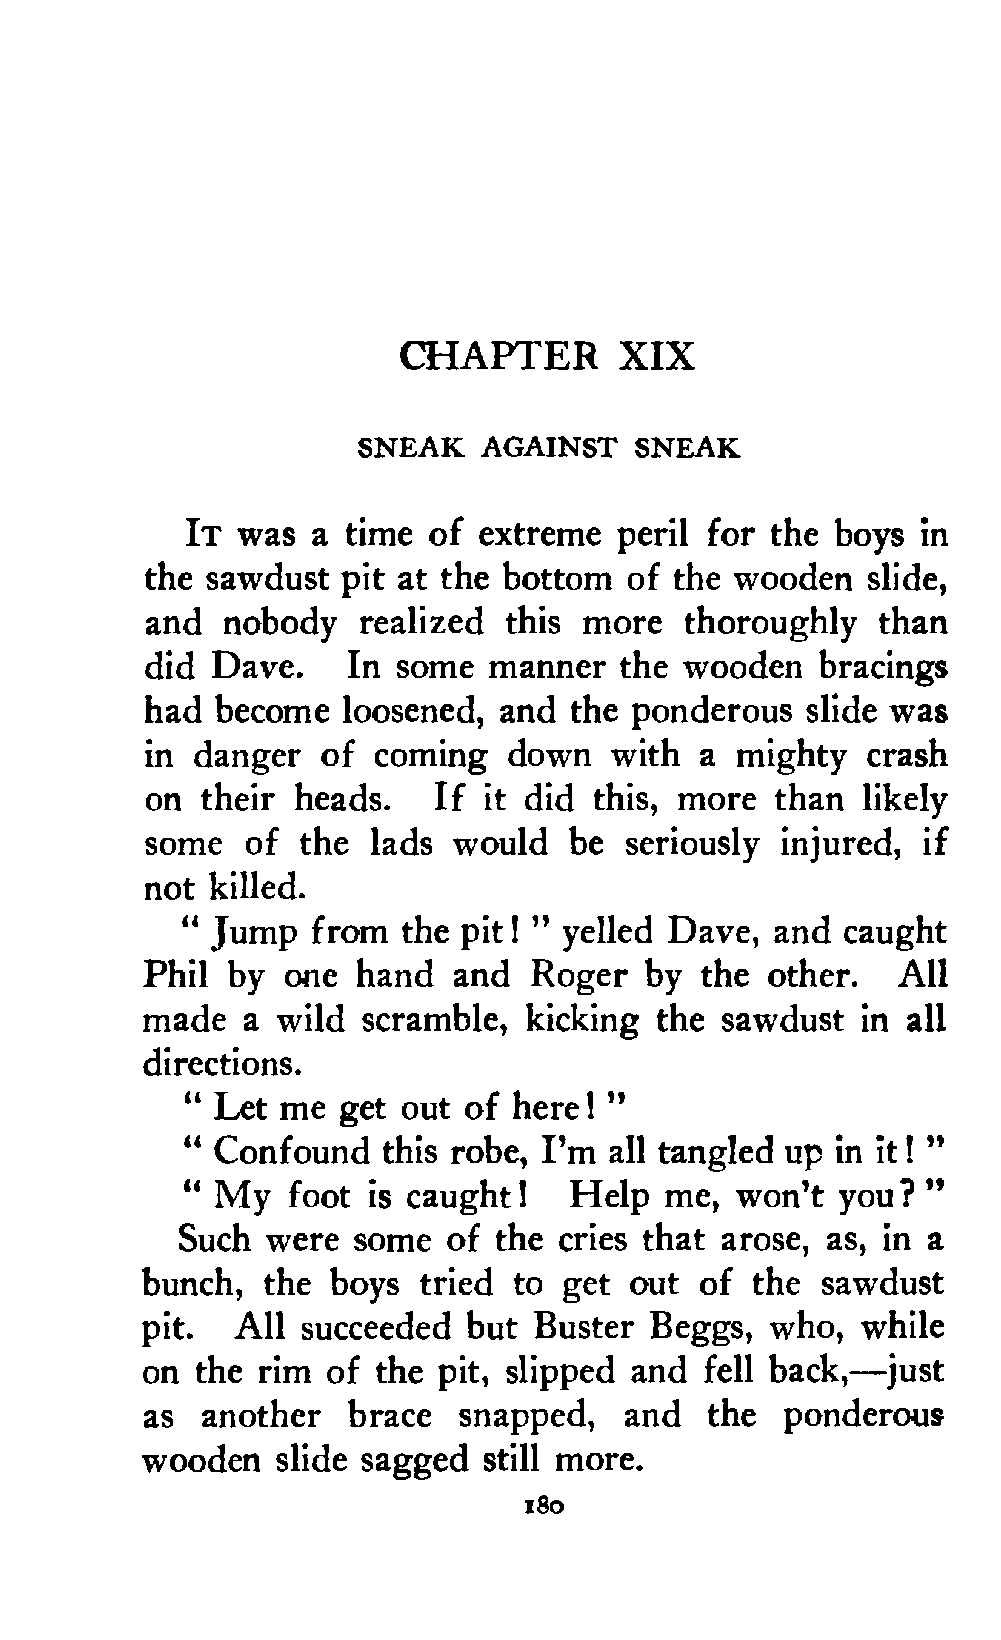 CHAPTER XIX
SNEAK AGAINST SNEAK
IT was a time of extreme peril for the boys in
the sawdust pit at the bottom of the wooden slide,
and nobody realized this more thoroughly than
did Dave. In some manner the wooden bracings
had become loosened, and the ponderous slide was
in danger of coming down with a mighty crash
on their heads. If it did this, more than likely
some of the lads would be seriously injured, if
not killed.
" Jump from the pit! " yelled Dave, and caught
Phil by one hand and Roger by the other. All
made a wild scramble, kicking the sawdust in all
directions.
" Let me get out of here! "
" Confound this robe, I'm all tangled up in it! "
" My foot is caught! Help me, won't you? "
Such were some of the cries that arose, as, in a
bunch, the boys tried to get out of the sawdust
pit. All succeeded but Buster Beggs, who, while
on the rim of the pit, slipped and fell back,—just
as another brace snapped, and the ponderous
wooden slide sagged still more.
180